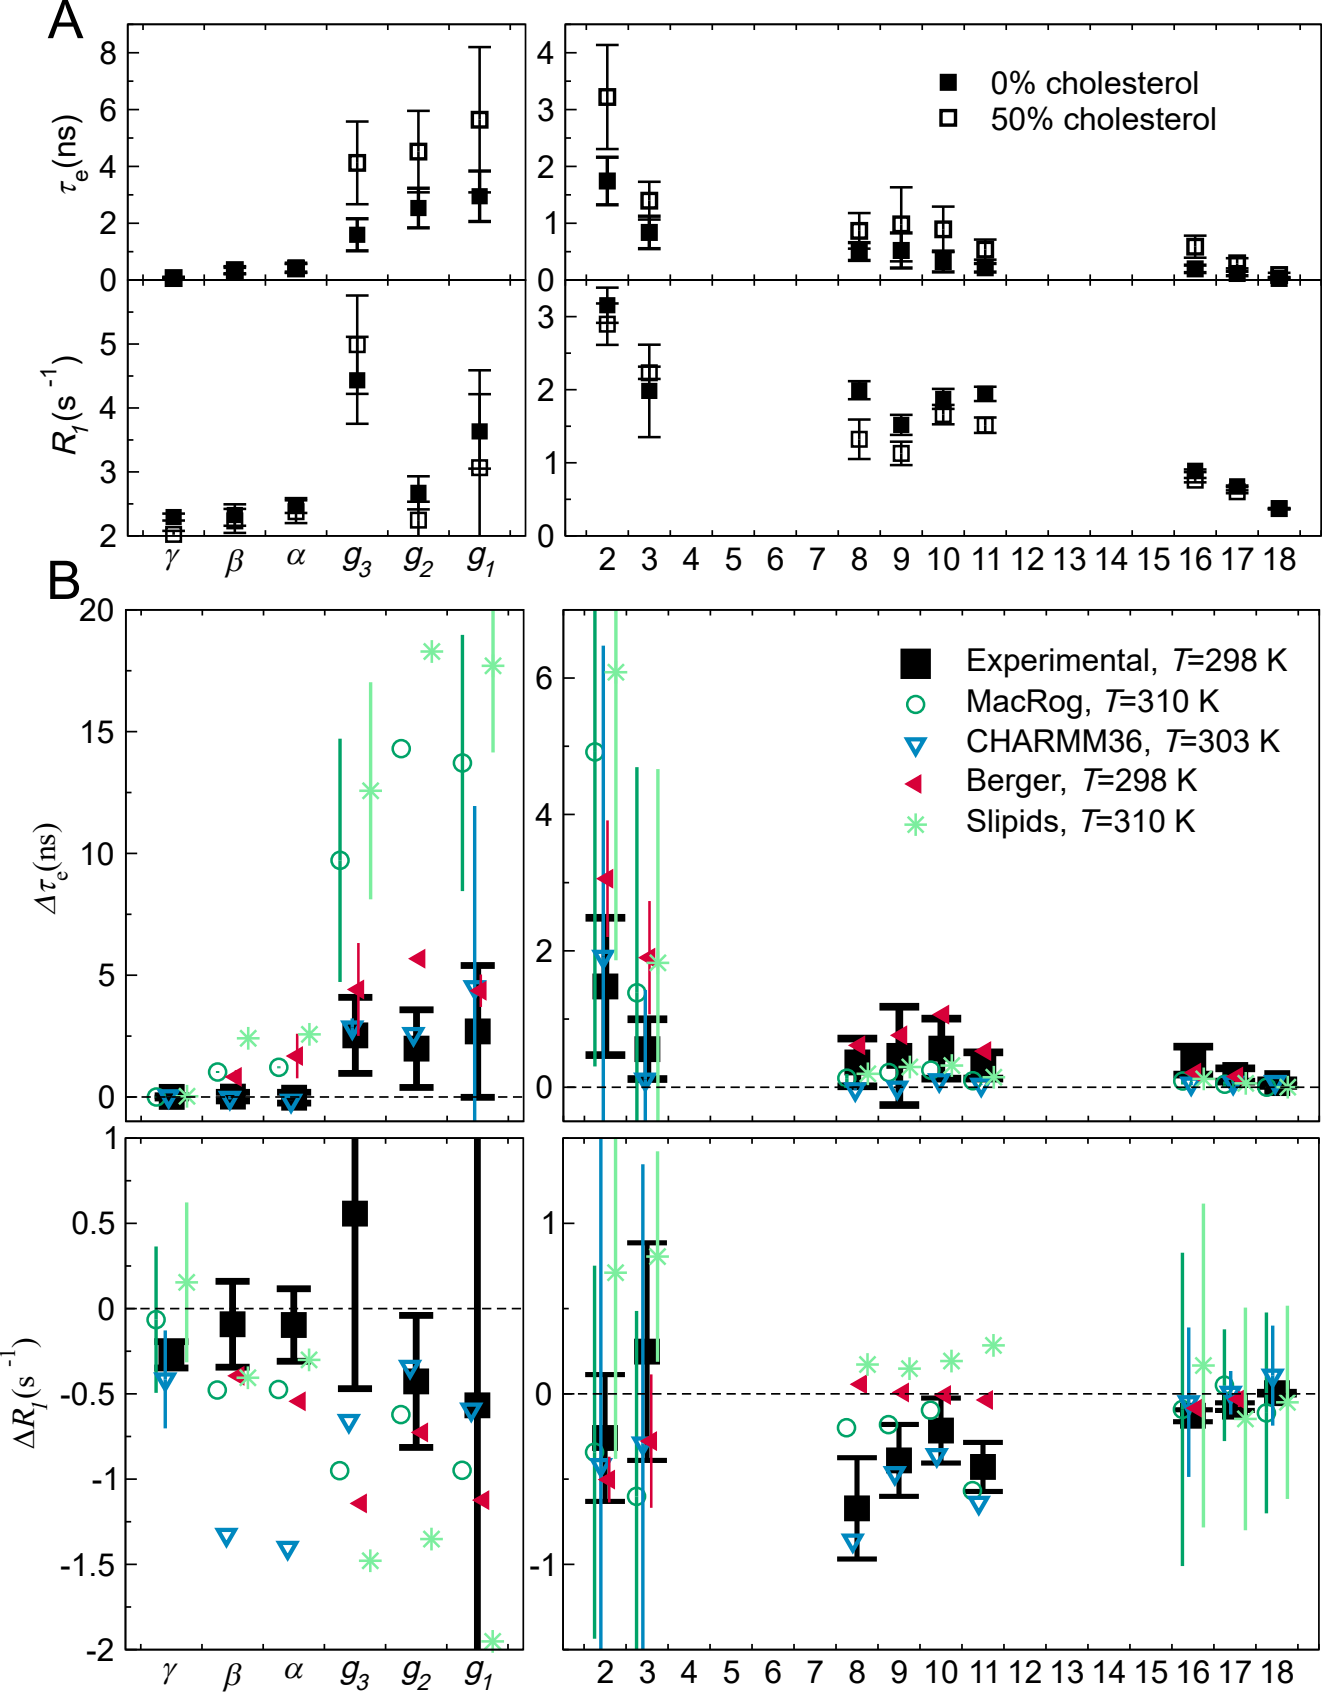 A
8
6
4
2
0
τe(ns)
4
3
2
1
0
0% cholesterol
50% cholesterol
5
4
3
2
R1(s -1)
3
2
1
0
γ β α g3 g2 g1
2 3 4 5 6 7 8 9 10 11 12 13 14 15 16 17 18
B
20
15
10
5
0
Δτe(ns)
6
4
2
0
Experimental, T=298 K
MacRog, T=310 K
CHARMM36, T=303 K
Berger, T=298 K
Slipids, T=310 K
1
0.5
0
-0.5
-1
-1.5
-2
ΔR1(s -1)
1
0
-1
γ β α g3 g2 g1
2 3 4 5 6 7 8 9 10 11 12 13 14 15 16 17 18